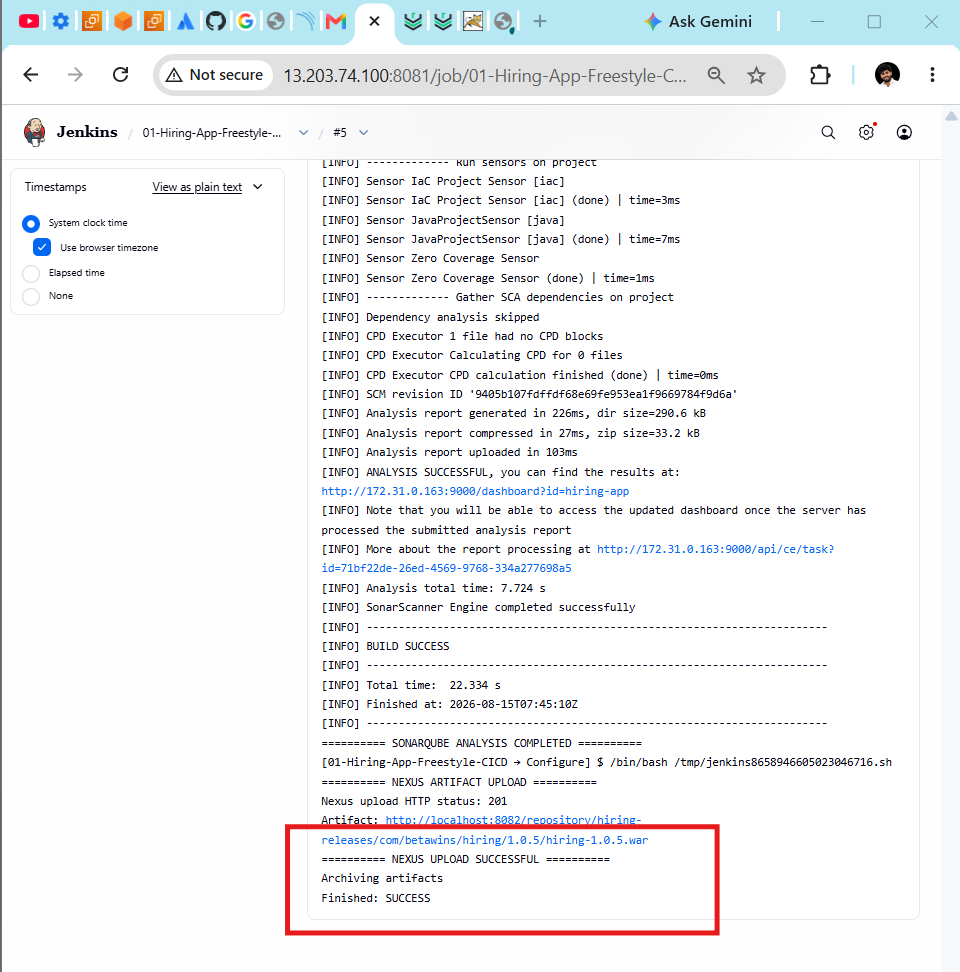 Ask Gemini
Not secure
13.203.74.100:8081/job/01-Hiring-App-Freestyle-C...
Jenkins / 01-Hiring-App-Freestyle-... / #5
Timestamps
View as plain text
System clock time
Use browser timezone
Elapsed time
None
[INFO] ------------- Run sensors on project
[INFO] Sensor IaC Project Sensor [iac]
[INFO] Sensor IaC Project Sensor [iac] (done) | time=3ms
[INFO] Sensor JavaProjectSensor [java]
[INFO] Sensor JavaProjectSensor [java] (done) | time=7ms
[INFO] Sensor Zero Coverage Sensor
[INFO] Sensor Zero Coverage Sensor (done) | time=1ms
[INFO] ------------- Gather SCA dependencies on project
[INFO] Dependency analysis skipped
[INFO] CPD Executor 1 file had no CPD blocks
[INFO] CPD Executor Calculating CPD for 0 files
[INFO] CPD Executor CPD calculation finished (done) | time=0ms
[INFO] SCM revision ID '9405b107fdffdf68e69fe953ea1f9669784f9d6a'
[INFO] Analysis report generated in 226ms, dir size=290.6 kB
[INFO] Analysis report compressed in 27ms, zip size=33.2 kB
[INFO] Analysis report uploaded in 103ms
[INFO] ANALYSIS SUCCESSFUL, you can find the results at:
http://172.31.0.163:9000/dashboard?id=hiring-app
[INFO] Note that you will be able to access the updated dashboard once the server has
processed the submitted analysis report
[INFO] More about the report processing at http://172.31.0.163:9000/api/ce/task?
id=71bf22de-26ed-4569-9768-334a277698a5
[INFO] Analysis total time: 7.724 s
[INFO] SonarScanner Engine completed successfully
[INFO] ------------------------------------------------------------------------
[INFO] BUILD SUCCESS
[INFO] ------------------------------------------------------------------------
[INFO] Total time:  22.334 s
[INFO] Finished at: 2026-08-15T07:45:10Z
[INFO] ------------------------------------------------------------------------
========== SONARQUBE ANALYSIS COMPLETED ==========
[01-Hiring-App-Freestyle-CICD → Configure] $ /bin/bash /tmp/jenkins8658946605023046716.sh
========== NEXUS ARTIFACT UPLOAD ==========
Nexus upload HTTP status: 201
Artifact: http://localhost:8082/repository/hiring-
releases/com/betawins/hiring/1.0.5/hiring-1.0.5.war
========== NEXUS UPLOAD SUCCESSFUL ==========
Archiving artifacts
Finished: SUCCESS